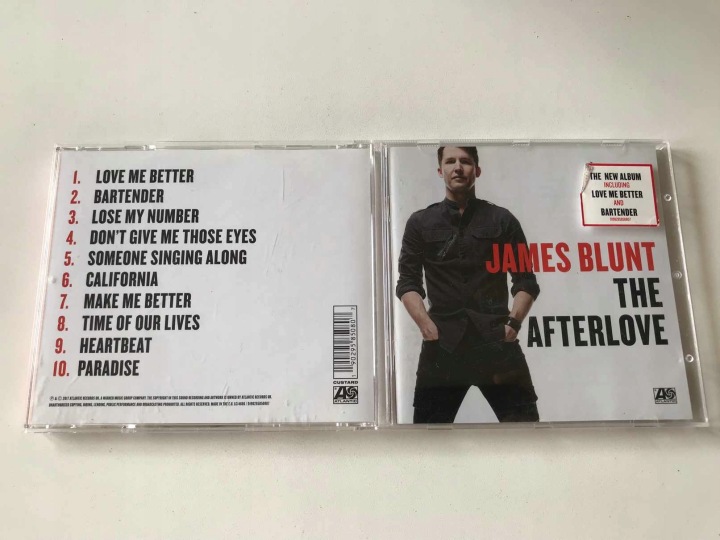 1. LOVE ME BETTER
2. BARTENDER
3. LOSE MY NUMBER
4. DON'T GIVE ME THOSE EYES
5. SOMEONE SINGING ALONG
6. CALIFORNIA
7. MAKE ME BETTER
8. TIME OF OUR LIVES
9. HEARTBEAT
10. PARADISE
CUSTARD
ATLANTIC
THE NEW ALBUM
INCLUDING
LOVE ME BETTER
AND
BARTENDER
JAMES BLUNT
THE
AFTERLOVE
ATLANTIC